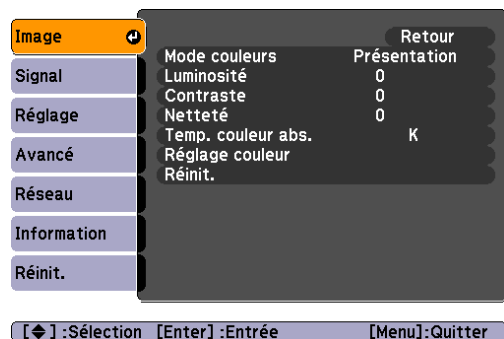 Image
Signal
Réglage
Avancé
Réseau
Information
Réinit.
Retour
Mode couleurs Présentation
Luminosité 0
Contraste 0
Netteté 0
Temp. couleur abs. K
Réglage couleur
Réinit.
[◆] :Sélection [Enter] :Entrée [Menu]:Quitter